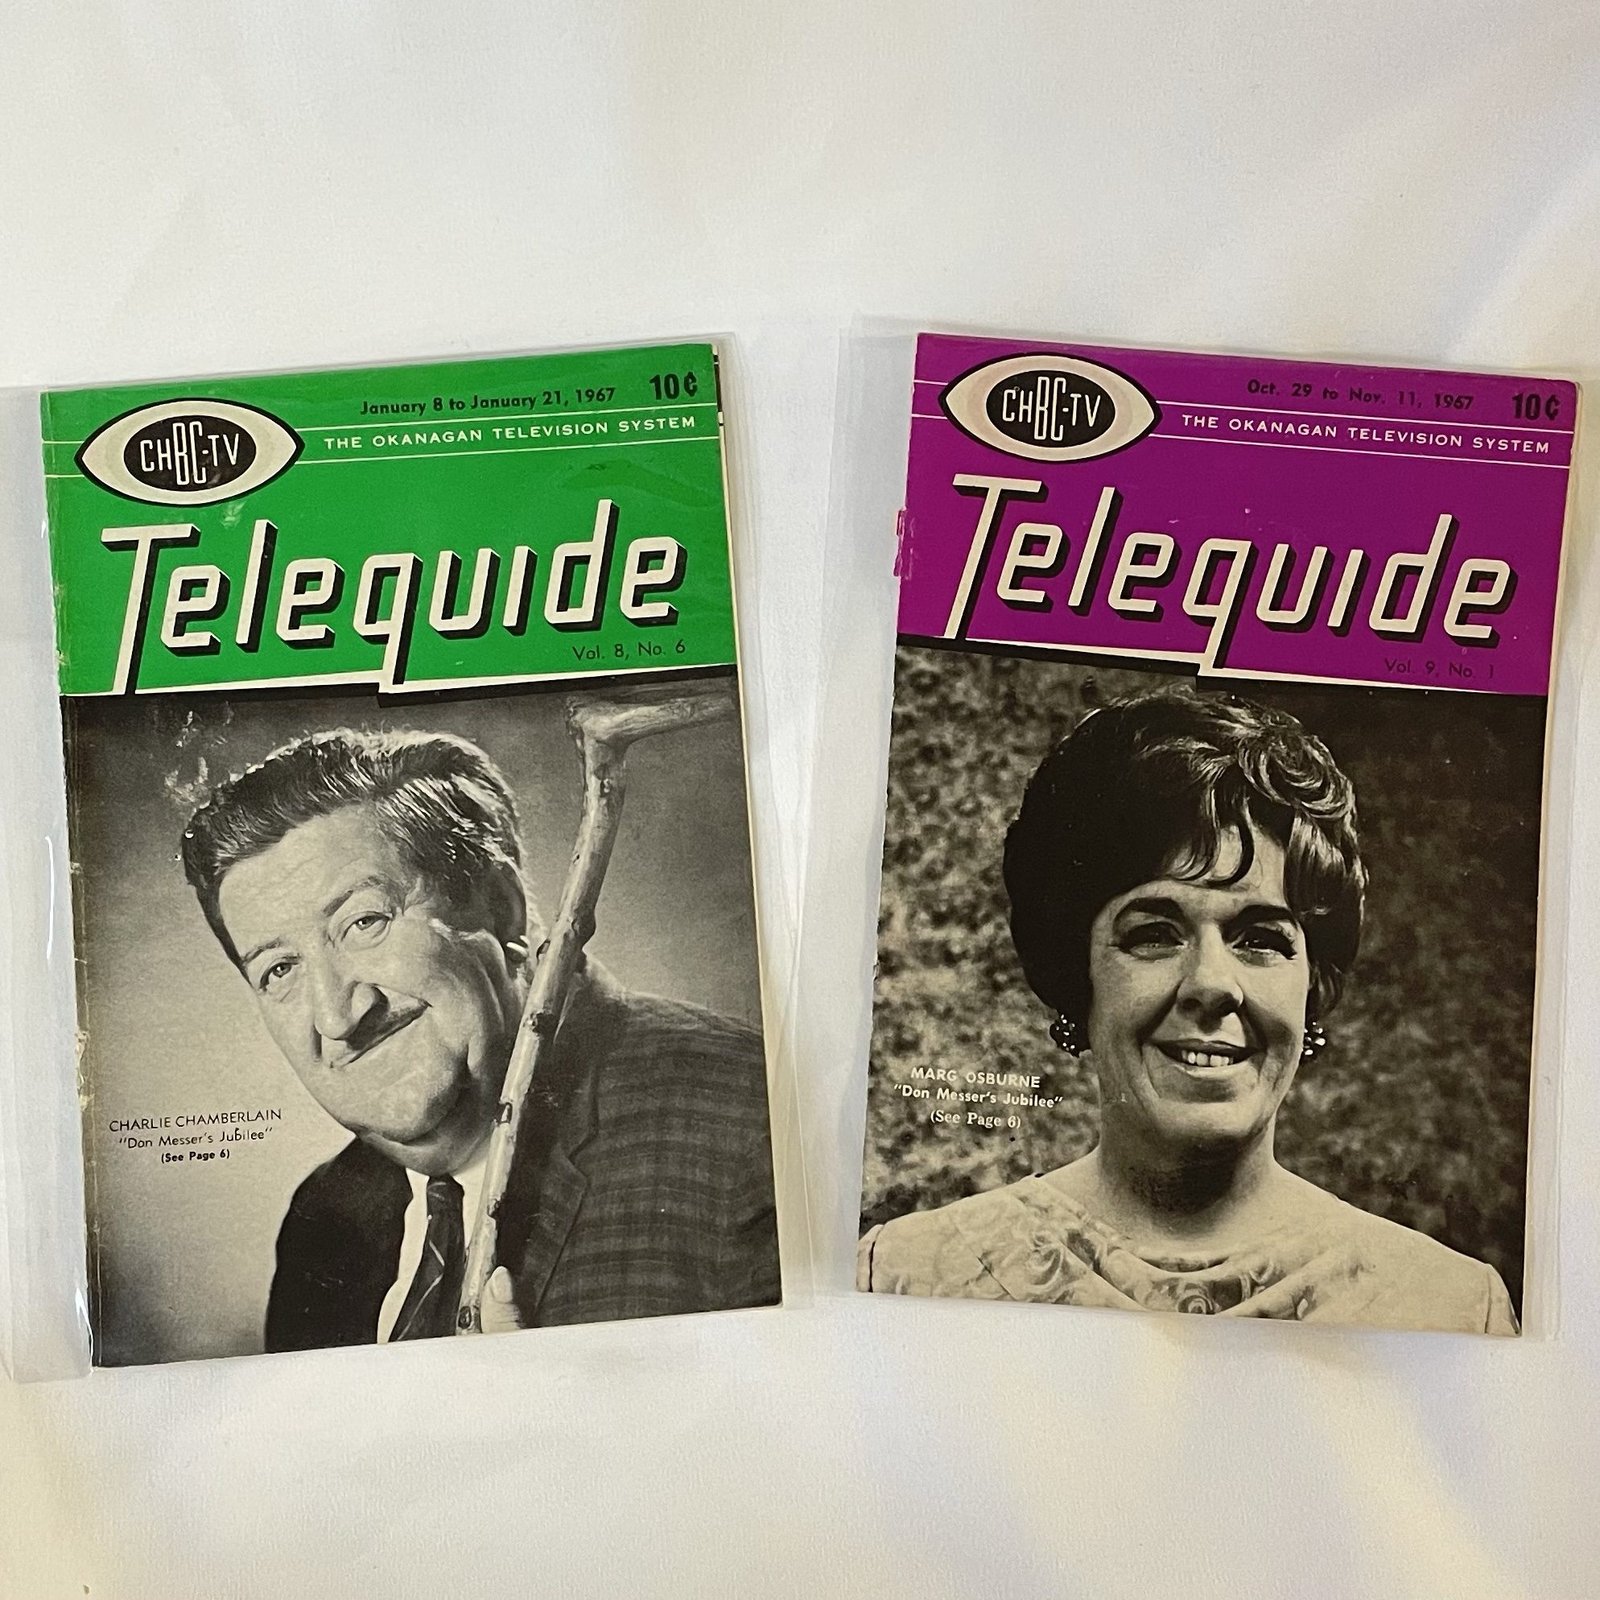 January 8 to January 21, 1967 10¢
CHBC-TV
THE OKANAGAN TELEVISION SYSTEM
Teleguide
Vol. 8, No. 6
CHARLIE CHAMBERLAIN
"Don Messer's Jubilee"
(See Page 6)
Oct. 29 to Nov. 11, 1967 10¢
CHBC-TV
THE OKANAGAN TELEVISION SYSTEM
Teleguide
Vol. 9, No. 1
MARG OSBURNE
"Don Messer's Jubilee"
(See Page 6)